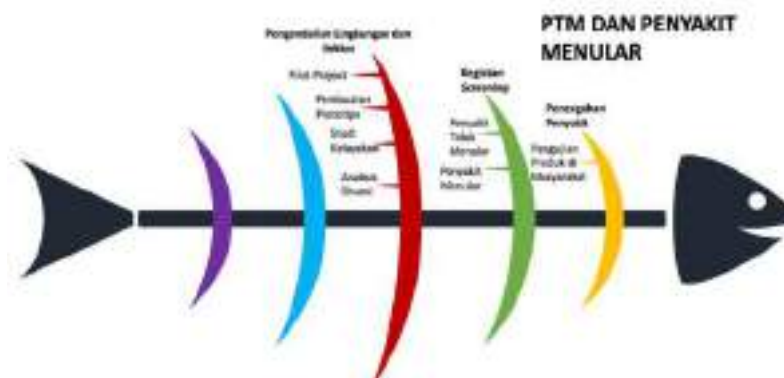 PTM DAN PENYAKIT
MENULAR
Pengendalian Lingkungan dan
Vektor
Pilot Project
Pembuatan
Prototipe
Studi
Kelayakan
Analisis
Situasi
Kegiatan
Screening
Penyakit
Tidak
Menular
Penyakit
Menular
Pencegahan
Penyakit
Pengujian
Produk di
Masyarakat